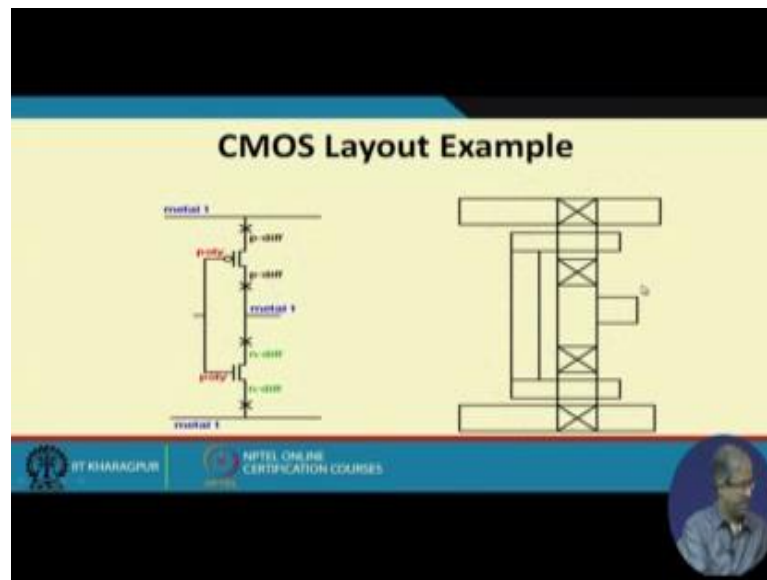 CMOS Layout Example
metal 1
p-diff
poly
p-diff
metal 1
n-diff
poly
n-diff
metal 1
IIT KHARAGPUR
NPTEL ONLINE
CERTIFICATION COURSES
NPTEL